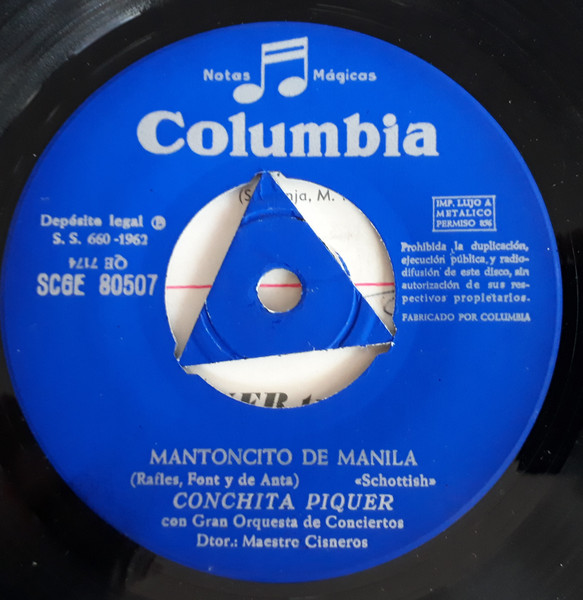 Notas Mágicas
Columbia
Depósito legal ℗
S. S. 660-1962
QE 7174
SCGE 80507
IMP. LUJO A
METALICO
PERMISO 836
Prohibida la duplicación,
ejecución pública y radio-
difusión de este disco, sin
autorización de sus res-
pectivos propietarios.
FABRICADO POR COLUMBIA
MANTONCITO DE MANILA
(Rafles, Font y de Anta) «Schottish»
CONCHITA PIQUER
con Gran Orquesta de Conciertos
Dtor.: Maestro Cisneros